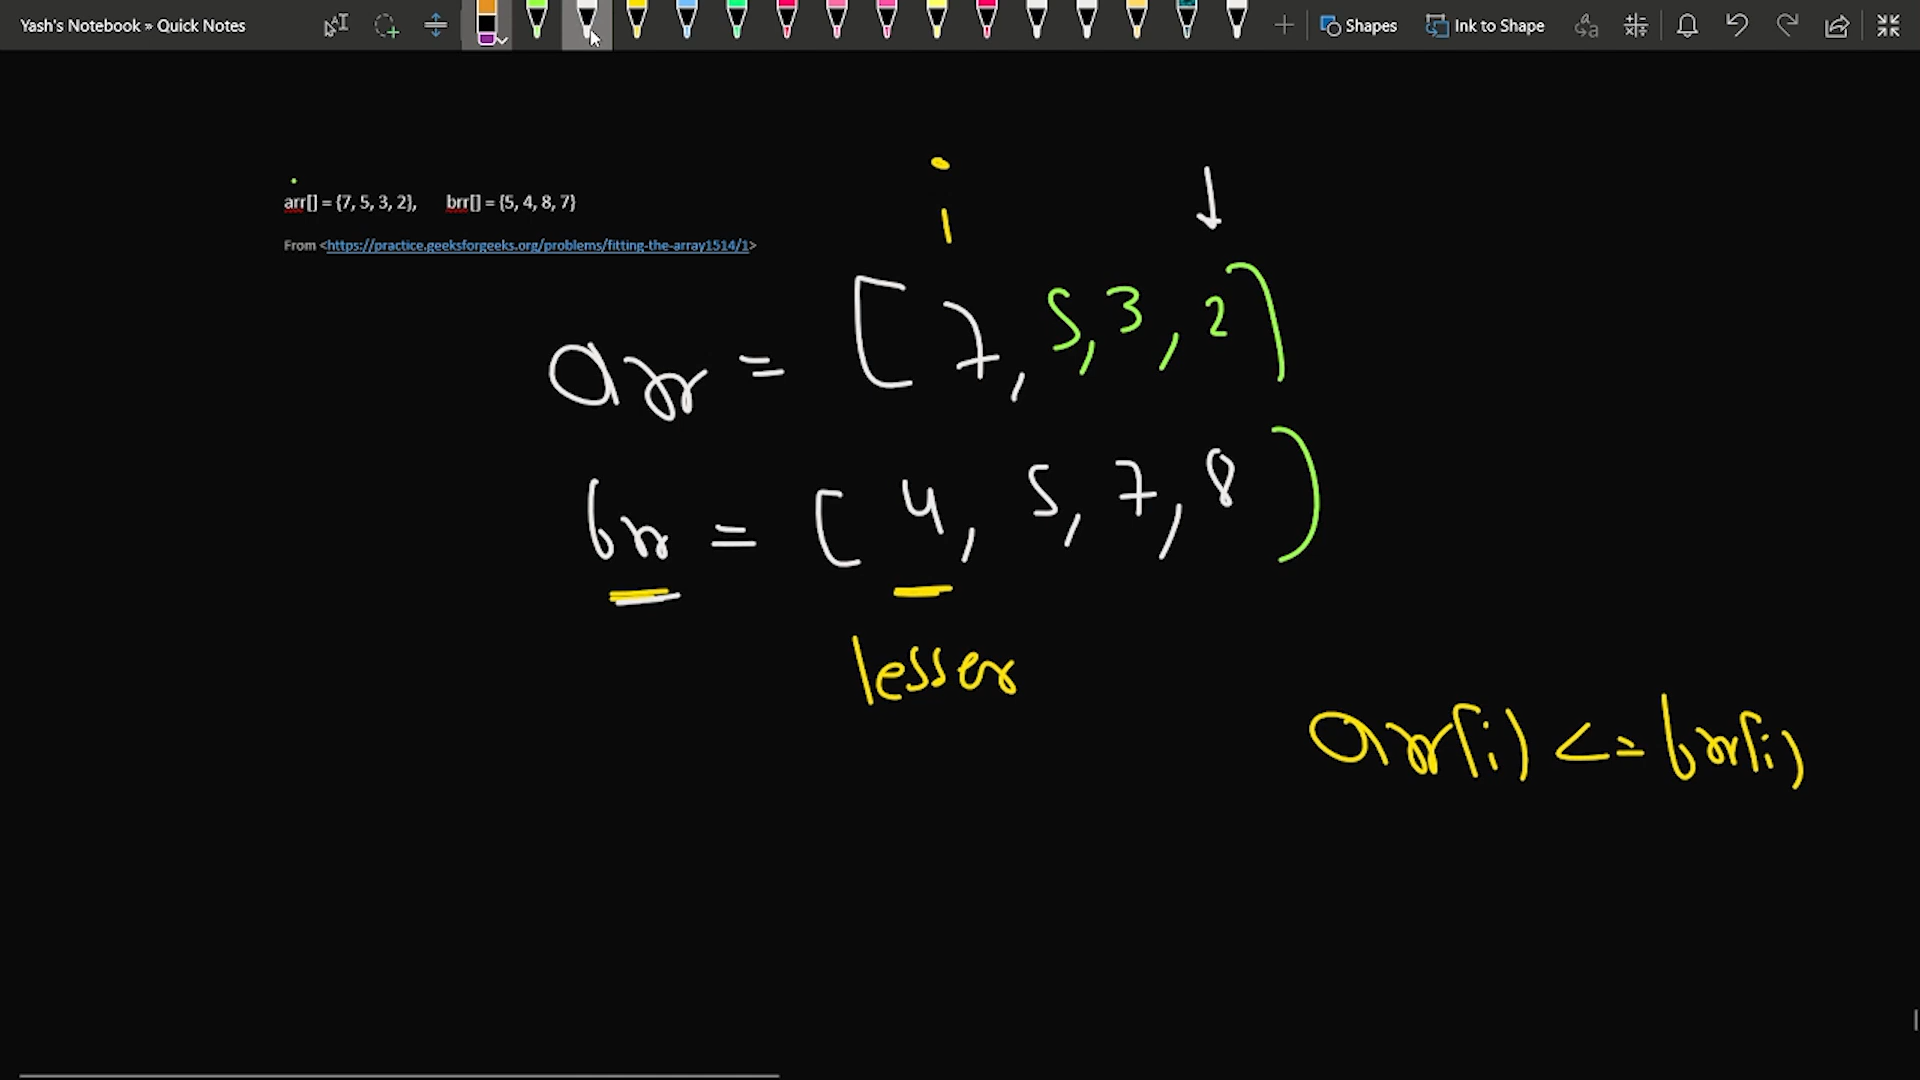 Yash's Notebook » Quick Notes
Shapes
Ink to Shape
arr[] = {7, 5, 3, 2}, brr[] = {5, 4, 8, 7}
From <https://practice.geeksforgeeks.org/problems/fitting-the-array1514/1>
i
arr = [7, 5, 3, 2]
brr = [4, 5, 7, 8]
lesser
arr[i] <= brr[i]